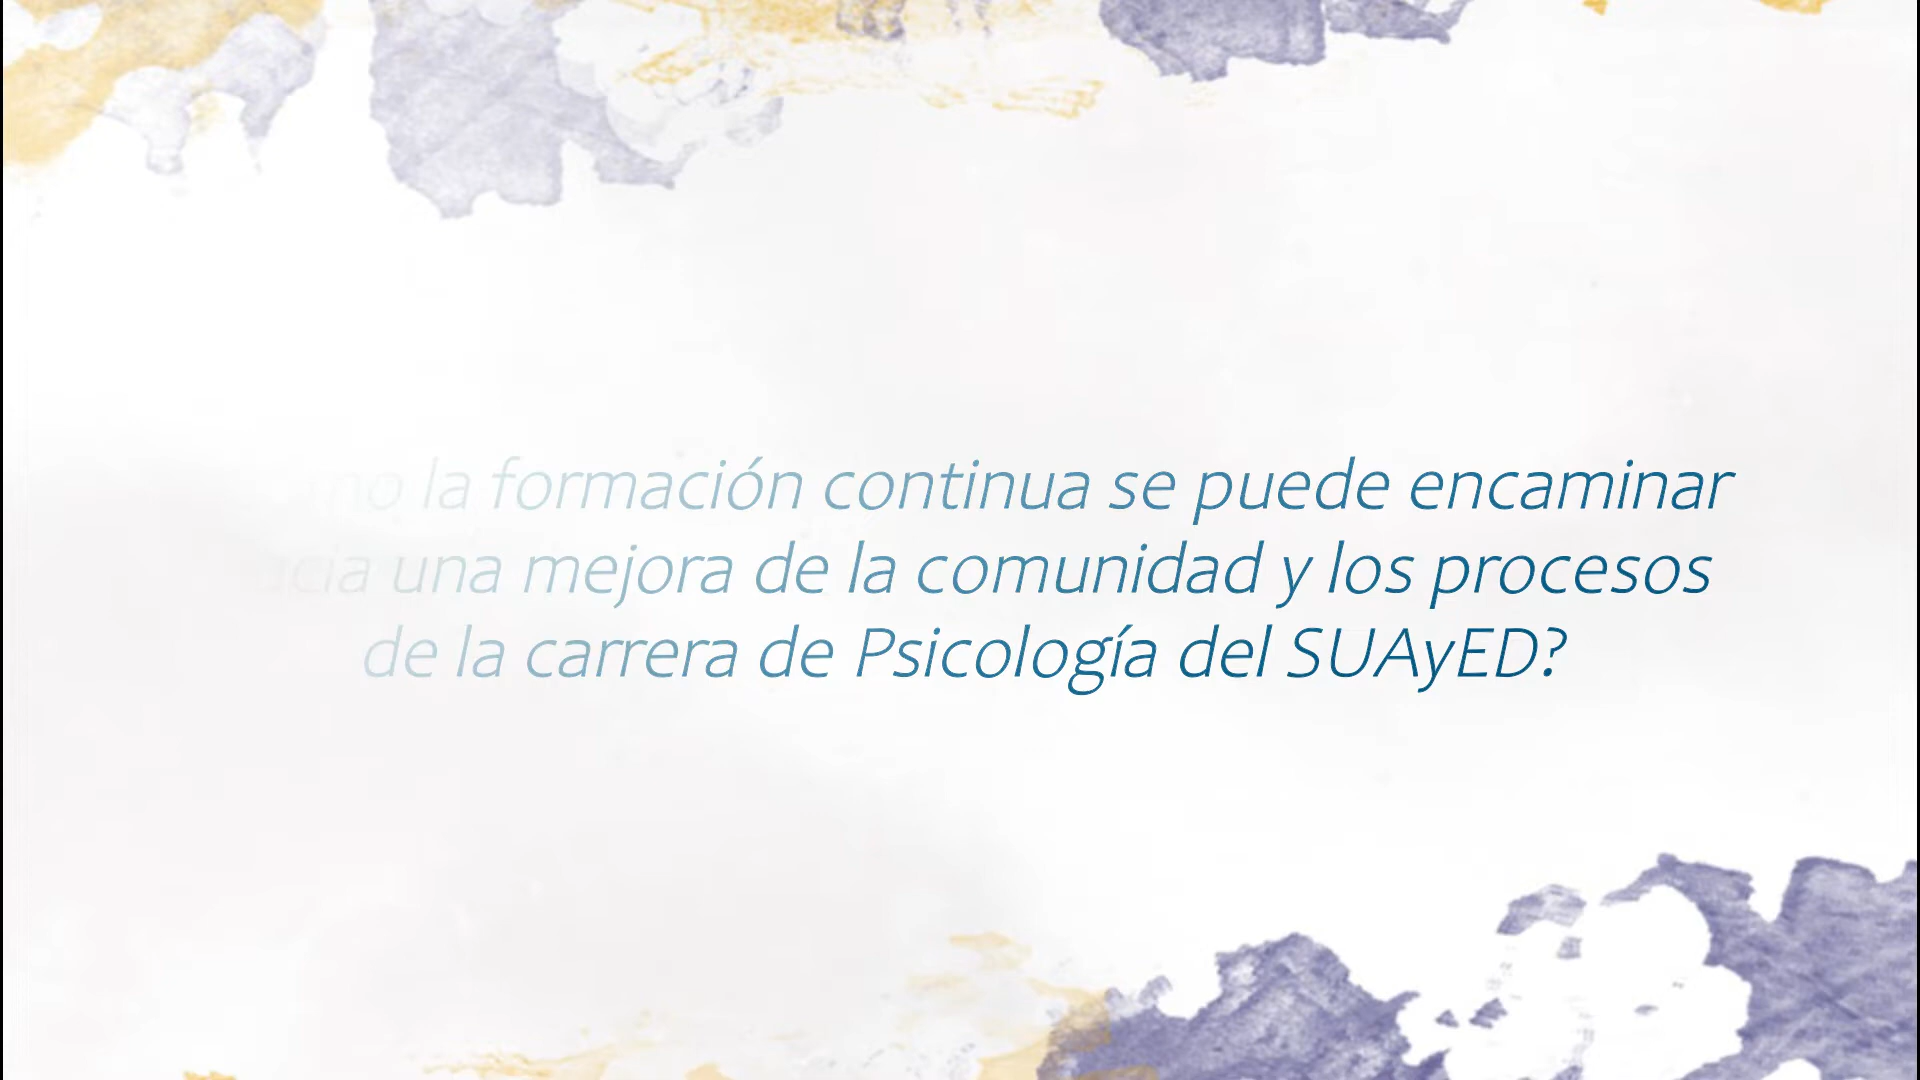 la formación continua se puede encaminar
una mejora de la comunidad y los procesos
de la carrera de Psicología del SUAyED?